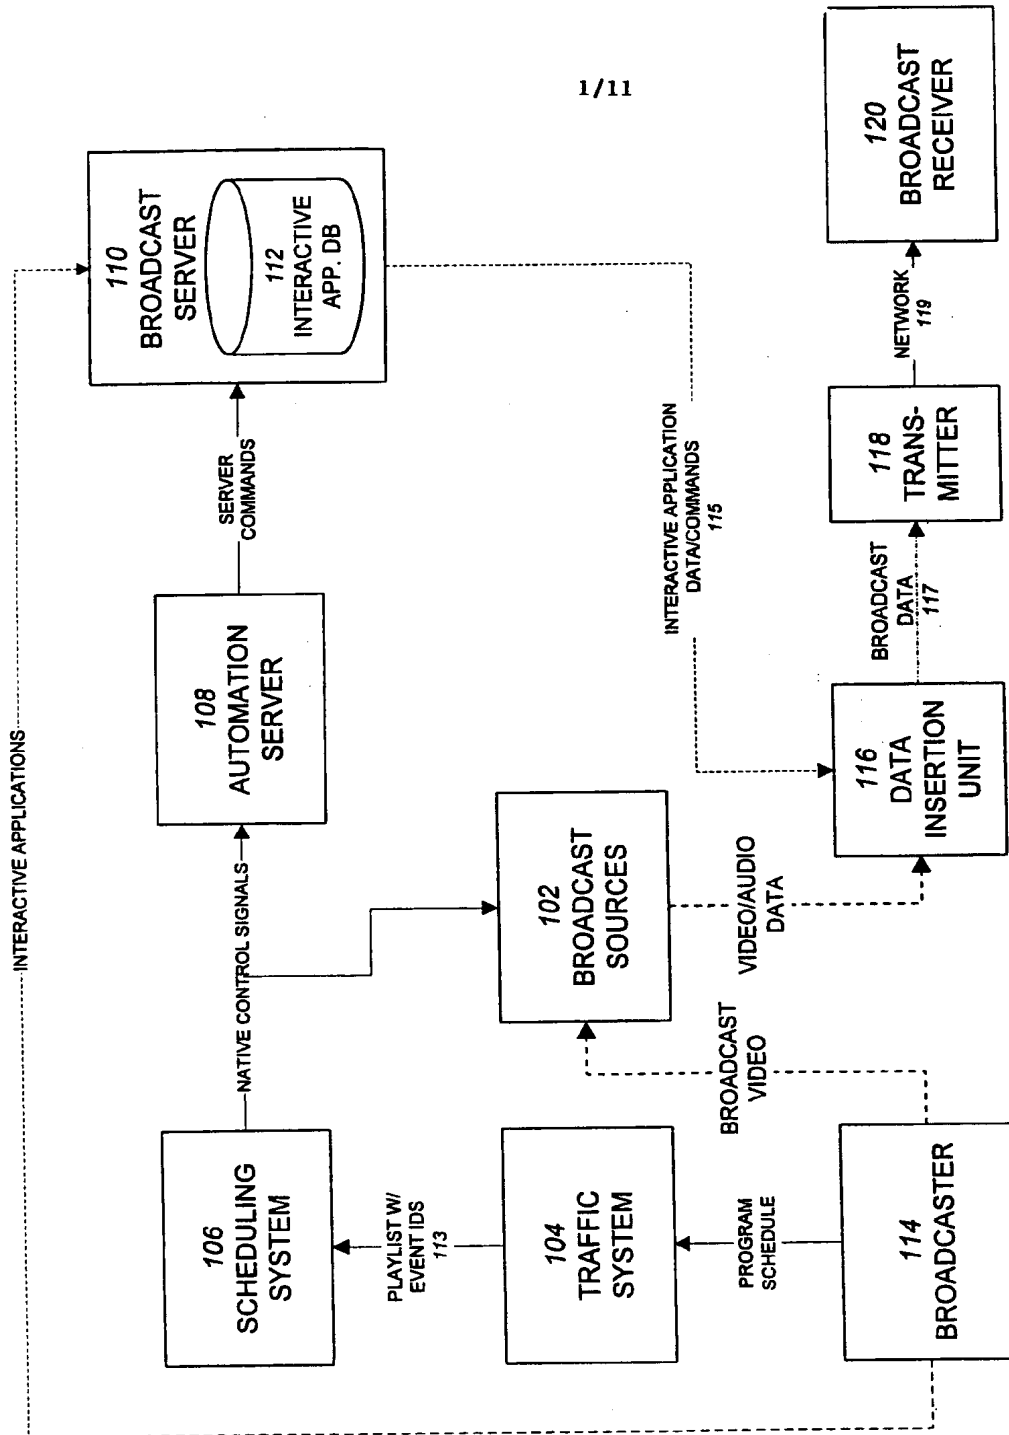 1/11
INTERACTIVE APPLICATIONS
106
SCHEDULING
SYSTEM
NATIVE CONTROL SIGNALS
108
AUTOMATION
SERVER
SERVER
COMMANDS
110
BROADCAST
SERVER
112
INTERACTIVE
APP. DB
PLAYLIST W/
EVENT IDS
113
104
TRAFFIC
SYSTEM
102
BROADCAST
SOURCES
INTERACTIVE APPLICATION
DATA/COMMANDS
115
PROGRAM
SCHEDULE
BROADCAST
VIDEO
VIDEO/AUDIO
DATA
114
BROADCASTER
116
DATA
INSERTION
UNIT
BROADCAST
DATA
117
118
TRANS-
MITTER
NETWORK
119
120
BROADCAST
RECEIVER